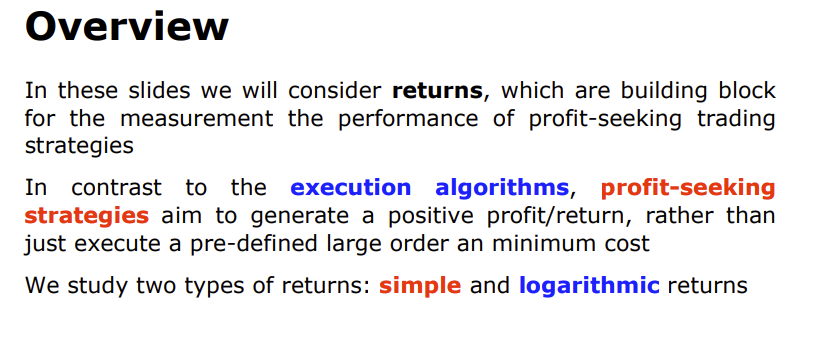 Overview
In these slides we will consider returns, which are building block
for the measurement the performance of profit-seeking trading
strategies
In contrast to the execution algorithms, profit-seeking
strategies aim to generate a positive profit/return, rather than
just execute a pre-defined large order an minimum cost
We study two types of returns: simple and logarithmic returns